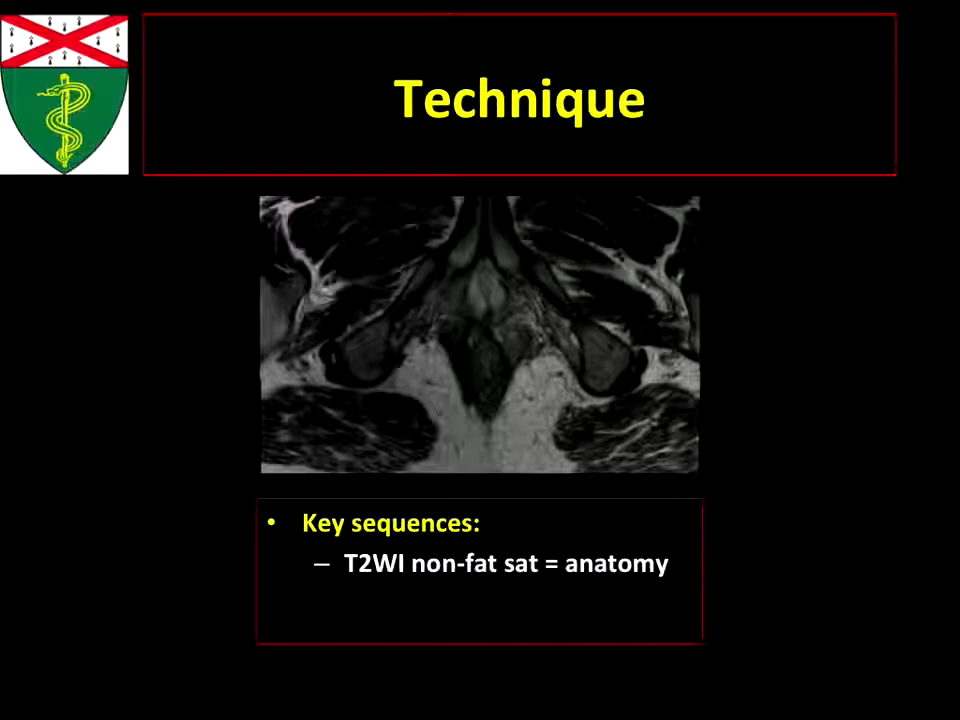 Technique
• Key sequences:
– T2WI non-fat sat = anatomy